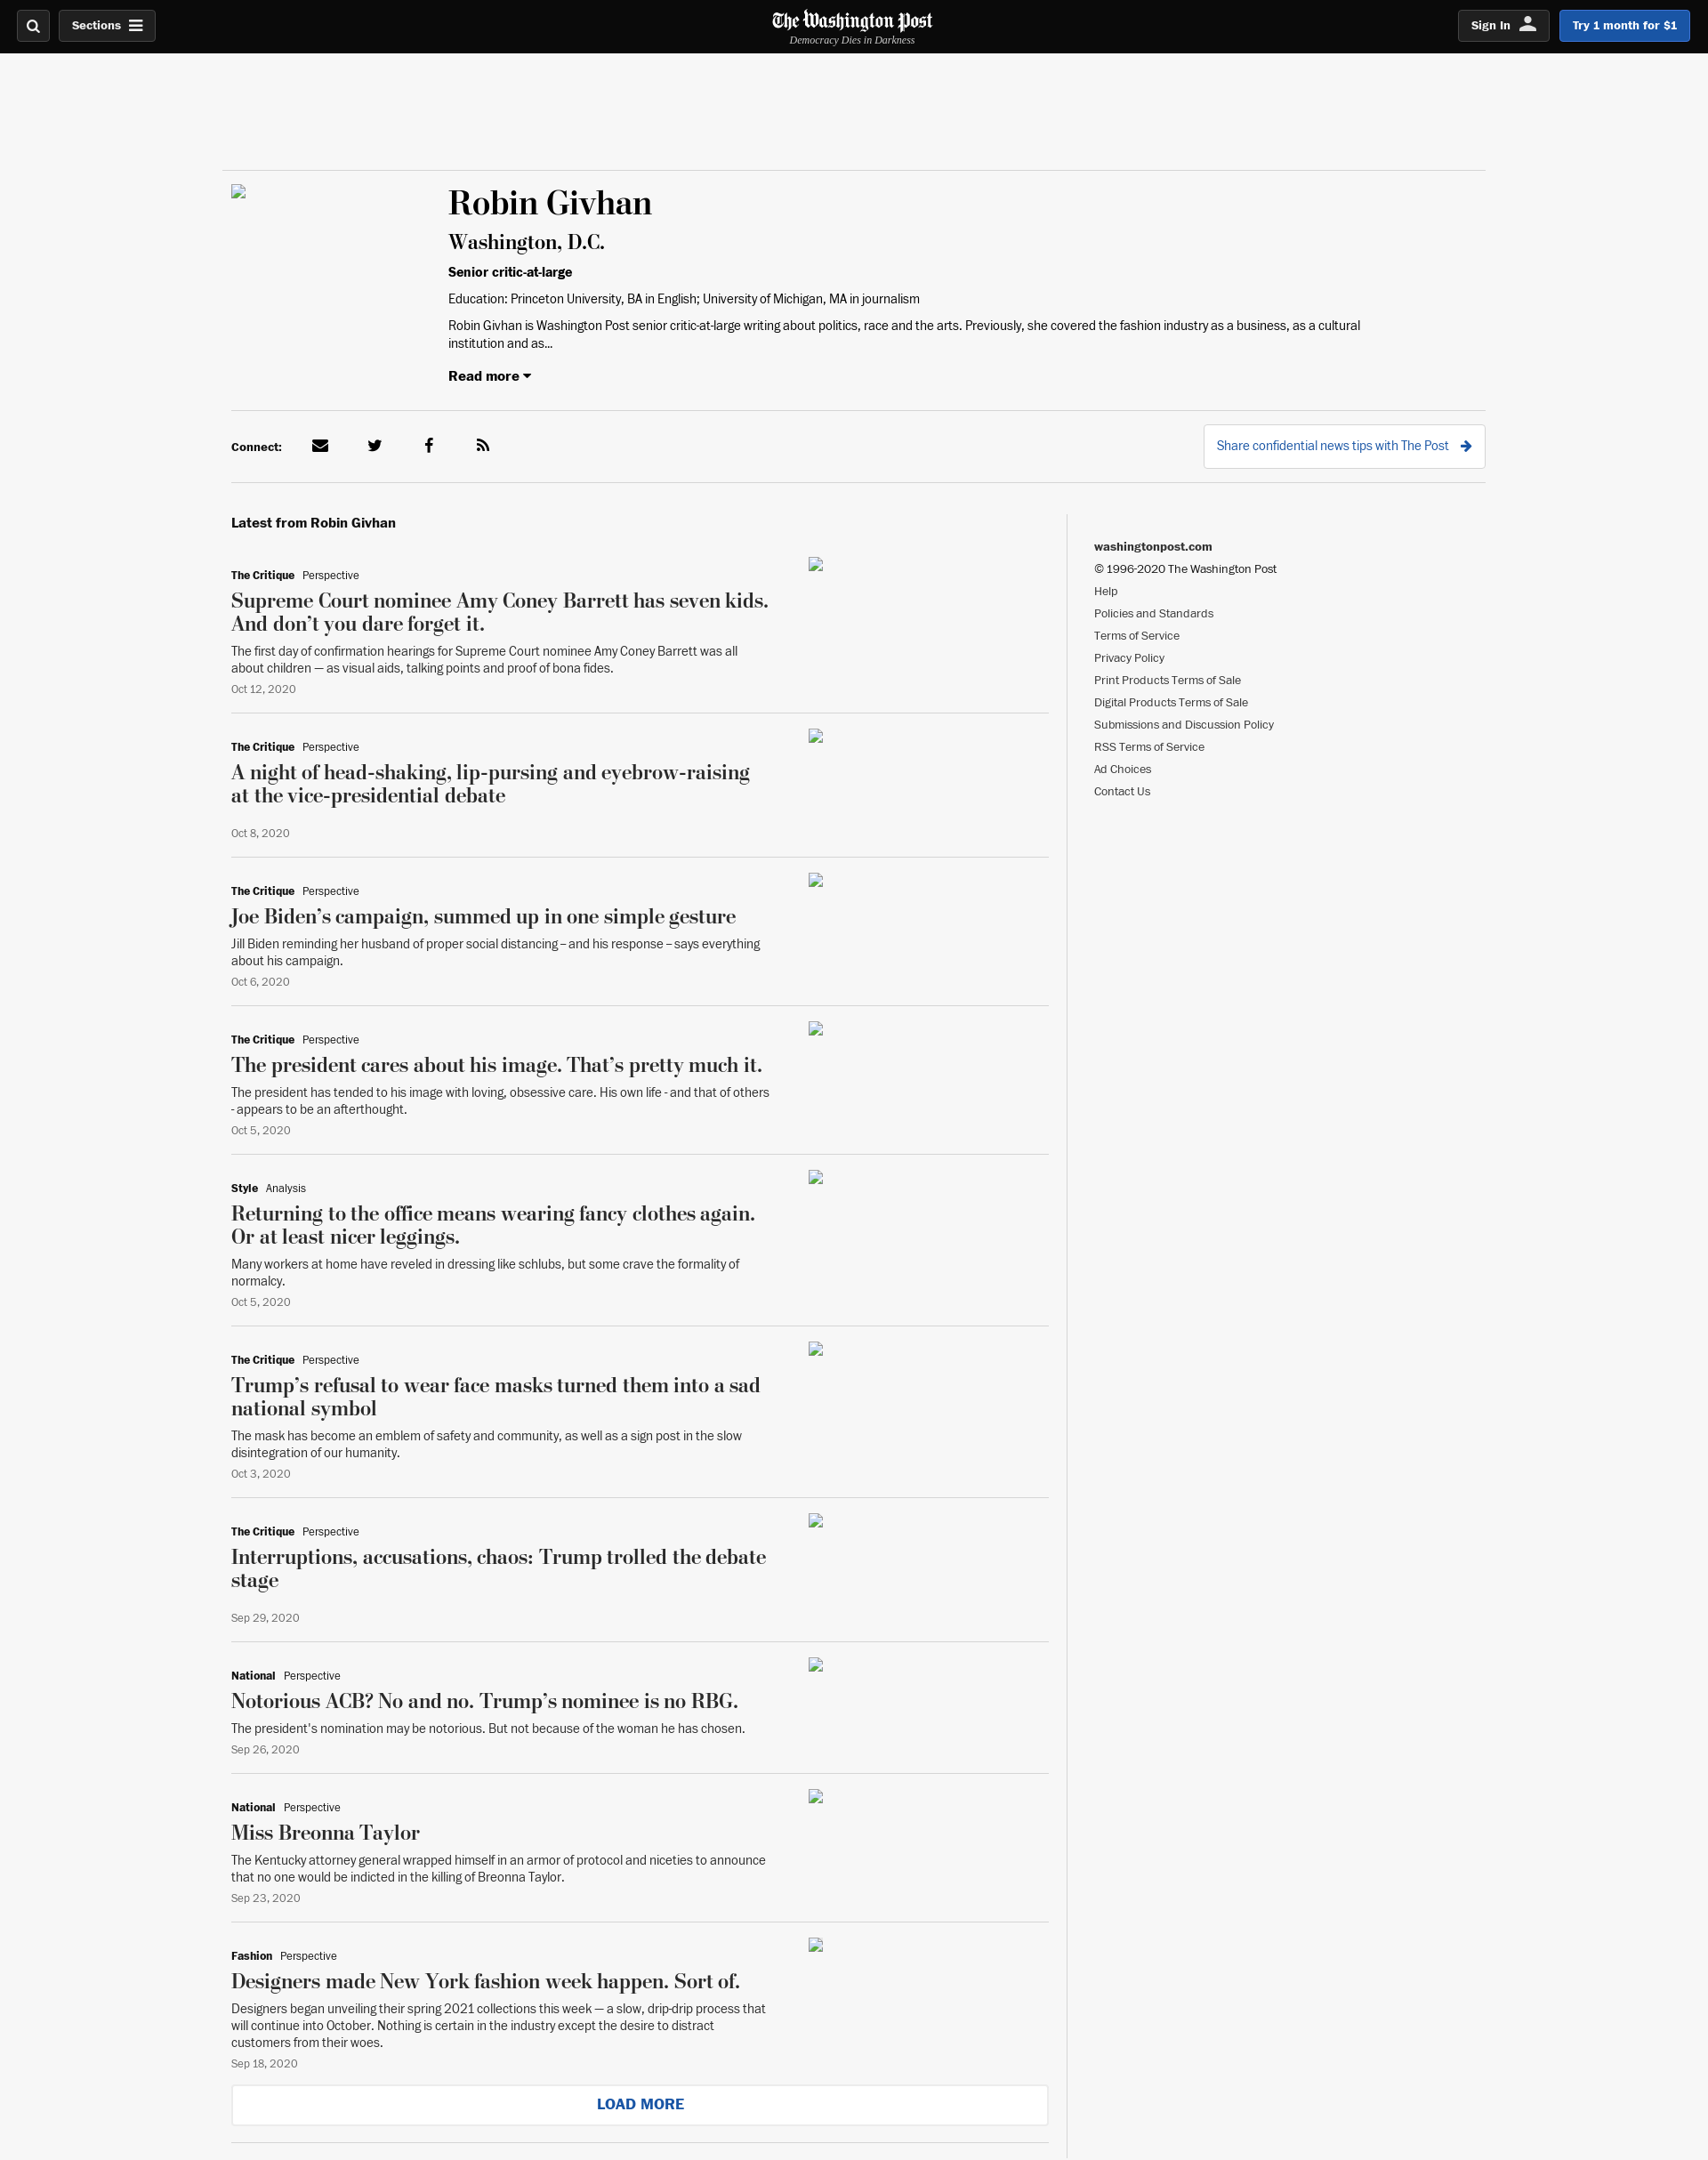 Sections
The Washington Post
Democracy Dies in Darkness
Sign In
Try 1 month for $1
Robin Givhan
Washington, D.C.
Senior critic-at-large
Education: Princeton University, BA in English; University of Michigan, MA in journalism
Robin Givhan is Washington Post senior critic-at-large writing about politics, race and the arts. Previously, she covered the fashion industry as a business, as a cultural
institution and as...
Read more
Connect:
Share confidential news tips with The Post
Latest from Robin Givhan
The Critique Perspective
Supreme Court nominee Amy Coney Barrett has seven kids.
And don’t you dare forget it.
The first day of confirmation hearings for Supreme Court nominee Amy Coney Barrett was all
about children — as visual aids, talking points and proof of bona fides.
Oct 12, 2020
The Critique Perspective
A night of head-shaking, lip-pursing and eyebrow-raising
at the vice-presidential debate
Oct 8, 2020
The Critique Perspective
Joe Biden’s campaign, summed up in one simple gesture
Jill Biden reminding her husband of proper social distancing – and his response – says everything
about his campaign.
Oct 6, 2020
The Critique Perspective
The president cares about his image. That’s pretty much it.
The president has tended to his image with loving, obsessive care. His own life - and that of others
- appears to be an afterthought.
Oct 5, 2020
Style Analysis
Returning to the office means wearing fancy clothes again.
Or at least nicer leggings.
Many workers at home have reveled in dressing like schlubs, but some crave the formality of
normalcy.
Oct 5, 2020
The Critique Perspective
Trump’s refusal to wear face masks turned them into a sad
national symbol
The mask has become an emblem of safety and community, as well as a sign post in the slow
disintegration of our humanity.
Oct 3, 2020
The Critique Perspective
Interruptions, accusations, chaos: Trump trolled the debate
stage
Sep 29, 2020
National Perspective
Notorious ACB? No and no. Trump’s nominee is no RBG.
The president's nomination may be notorious. But not because of the woman he has chosen.
Sep 26, 2020
National Perspective
Miss Breonna Taylor
The Kentucky attorney general wrapped himself in an armor of protocol and niceties to announce
that no one would be indicted in the killing of Breonna Taylor.
Sep 23, 2020
Fashion Perspective
Designers made New York fashion week happen. Sort of.
Designers began unveiling their spring 2021 collections this week — a slow, drip-drip process that
will continue into October. Nothing is certain in the industry except the desire to distract
customers from their woes.
Sep 18, 2020
LOAD MORE
washingtonpost.com
© 1996-2020 The Washington Post
Help
Policies and Standards
Terms of Service
Privacy Policy
Print Products Terms of Sale
Digital Products Terms of Sale
Submissions and Discussion Policy
RSS Terms of Service
Ad Choices
Contact Us